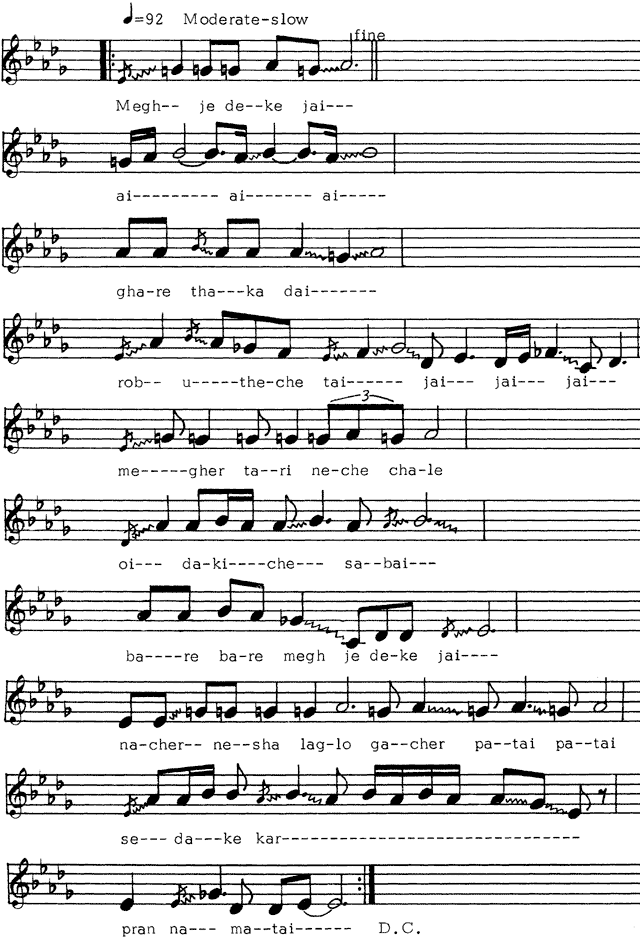 ♩=92 Moderate-slow
fine
Megh-- je de--ke jai---
ai--------- ai------- ai-----
gha-re tha--ka dai-------
rob-- u-----the-che tai------ jai--- jai--- jai---
3
me-----gher ta--ri ne-che chale
oi--- da-ki----che--- sa--bai---
ba----re ba-re megh je de-ke jai----
na-cher-- ne--sha lag-lo ga--cher pa--tai pa--tai
se--- da---ke kar-------------------------------
pran na--- ma--tai------ D.C.